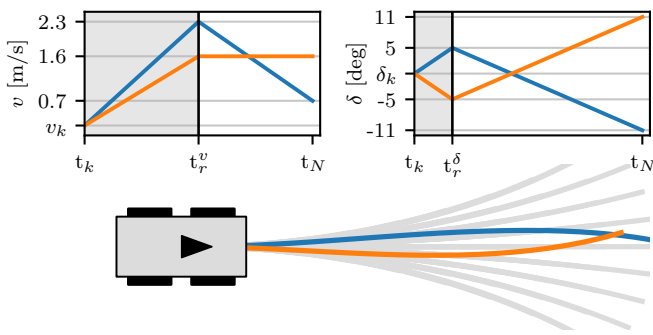 2.3
1.6
0.7
v_k
v [m/s]
t_k
t_r^v
t_N
11
5
δ_k
-5
-11
δ [deg]
t_k
t_r^δ
t_N